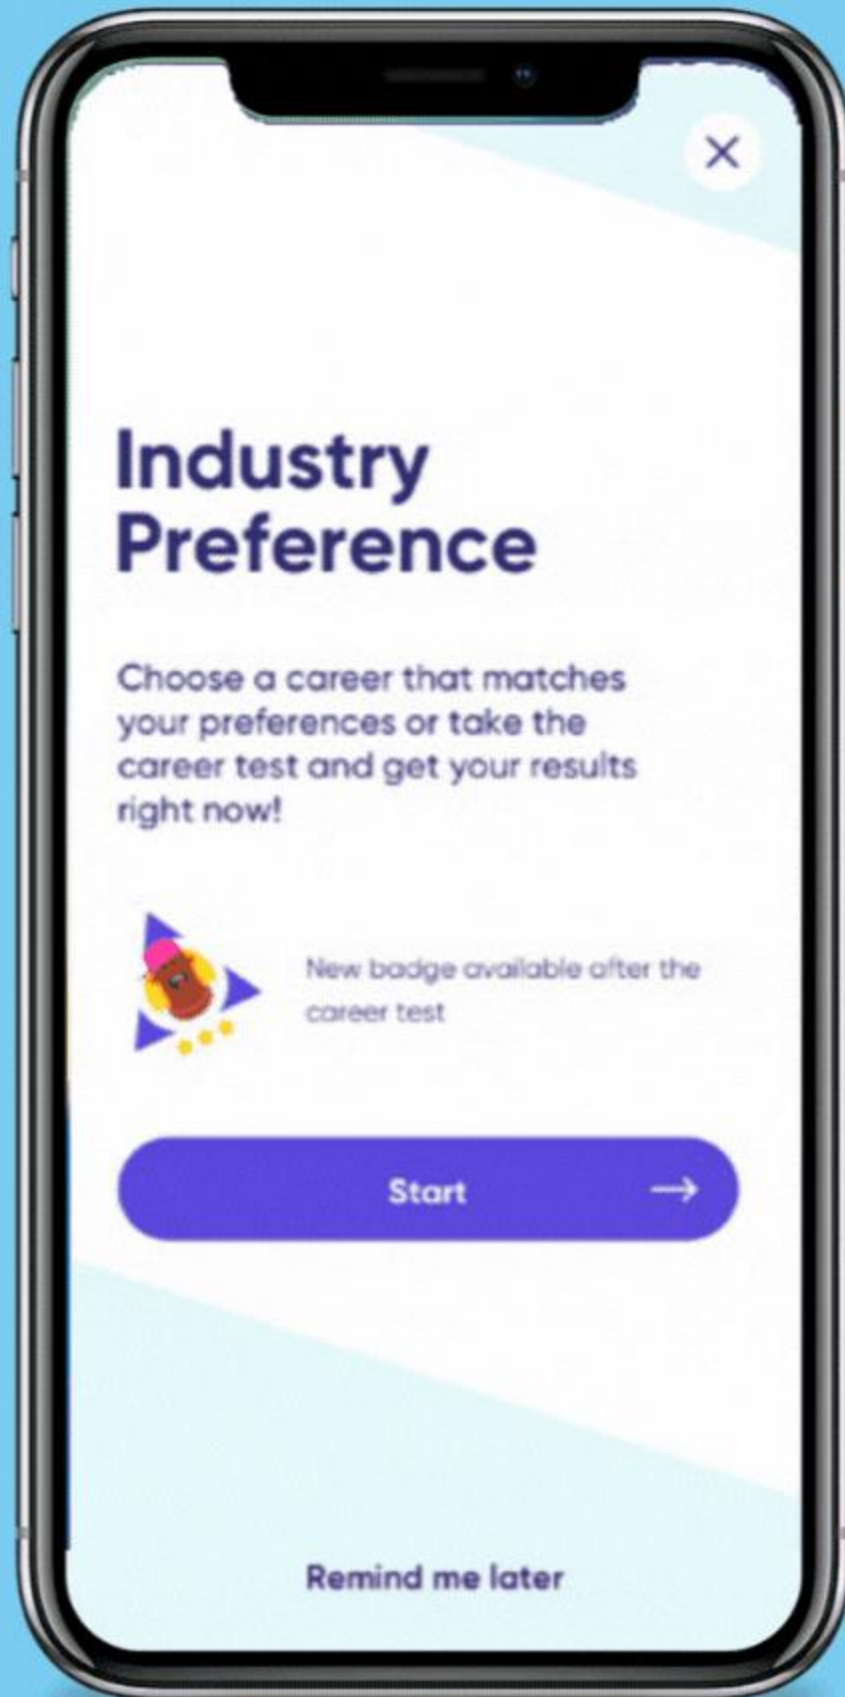 Industry
Preference
Choose a career that matches
your preferences or take the
career test and get your results
right now!
New badge available after the
career test
Start
Remind me later